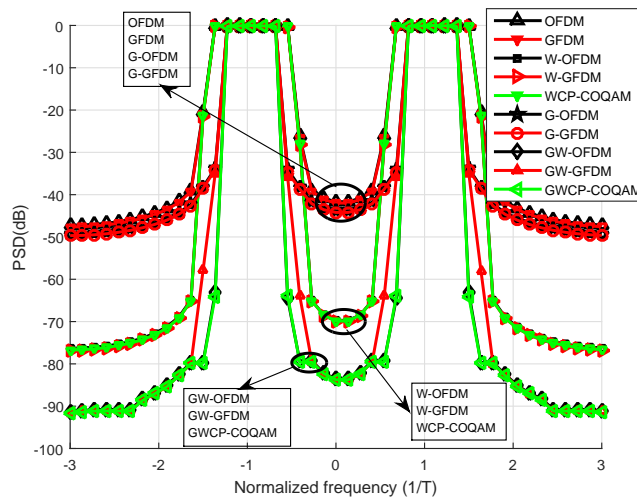 OFDM
GFDM
G-OFDM
G-GFDM
OFDM
GFDM
W-OFDM
W-GFDM
WCP-COQAM
G-OFDM
G-GFDM
GW-OFDM
GW-GFDM
GWCP-COQAM
0
-10
-20
-30
-40
-50
-60
-70
-80
-90
-100
PSD(dB)
GW-OFDM
GW-GFDM
GWCP-COQAM
W-OFDM
W-GFDM
WCP-COQAM
-3 -2 -1 0 1 2 3
Normalized frequency (1/T)